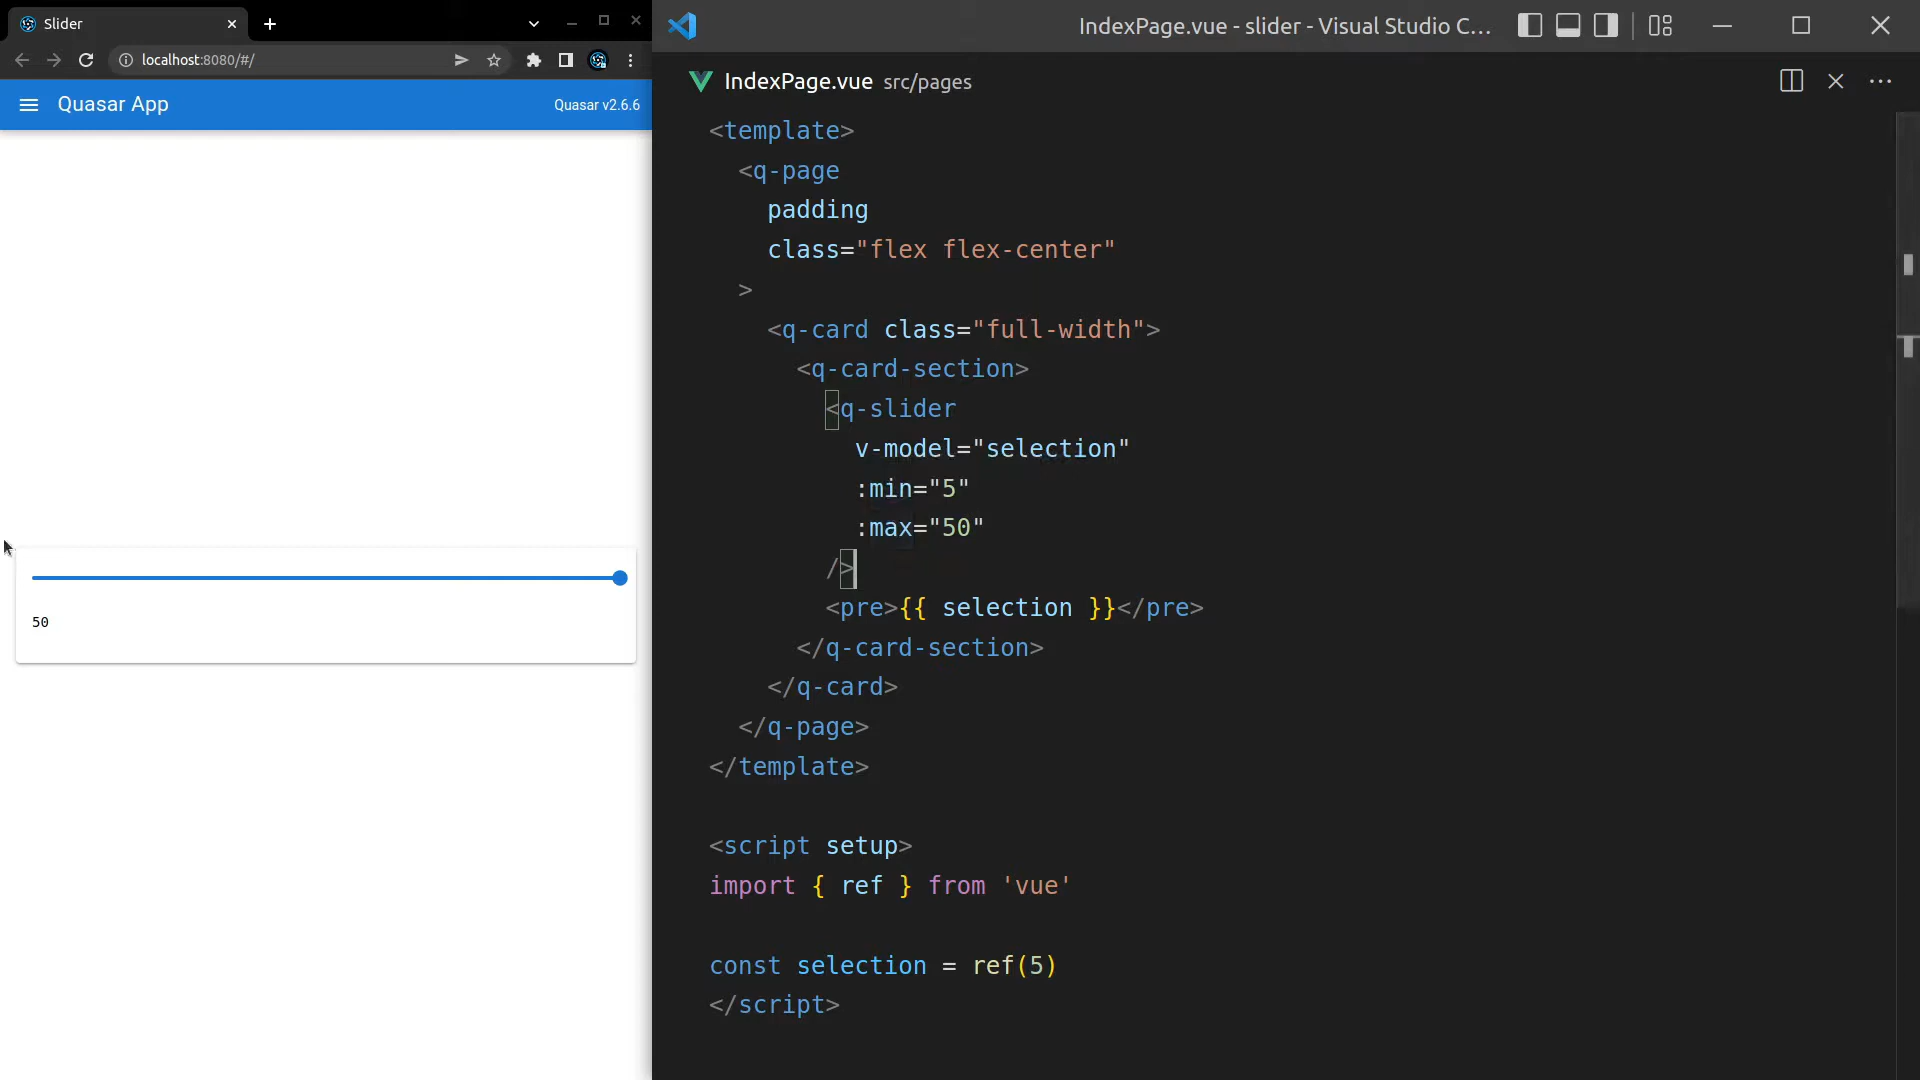 Slider
localhost:8080/#/
Quasar App
Quasar v2.6.6
50
IndexPage.vue - slider - Visual Studio C...
IndexPage.vue src/pages
<template>
<q-page
padding
class="flex flex-center"
>
<q-card class="full-width">
<q-card-section>
<q-slider
v-model="selection"
:min="5"
:max="50"
/>
<pre>{{ selection }}</pre>
</q-card-section>
</q-card>
</q-page>
</template>
<script setup>
import { ref } from 'vue'
const selection = ref(5)
</script>